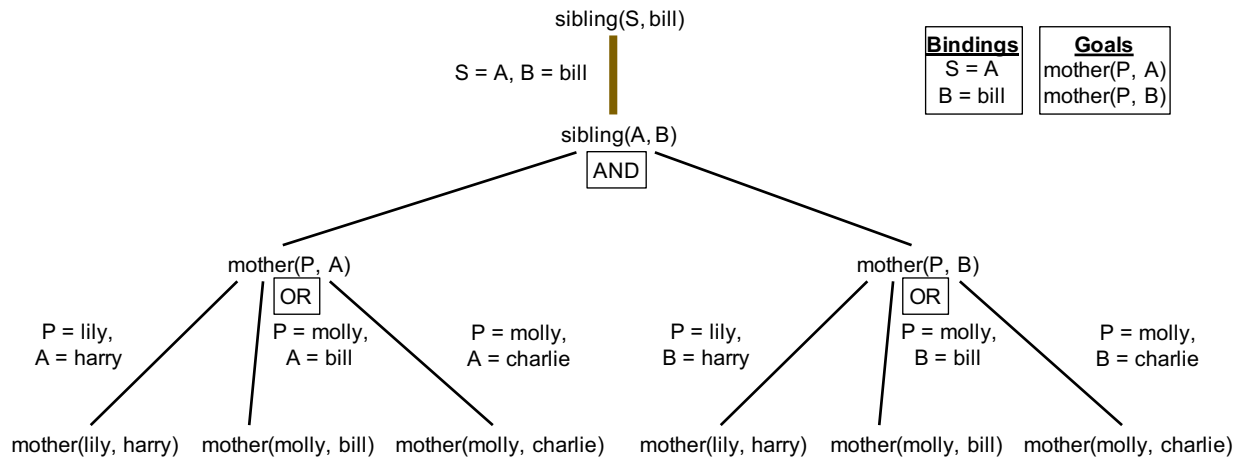 sibling(S, bill)
S = A, B = bill
Bindings
S = A
B = bill
Goals
mother(P, A)
mother(P, B)
sibling(A, B)
AND
mother(P, A)
OR
mother(P, B)
OR
P = lily,
A = harry
P = molly,
A = bill
P = molly,
A = charlie
P = lily,
B = harry
P = molly,
B = bill
P = molly,
B = charlie
mother(lily, harry)
mother(molly, bill)
mother(molly, charlie)
mother(lily, harry)
mother(molly, bill)
mother(molly, charlie)